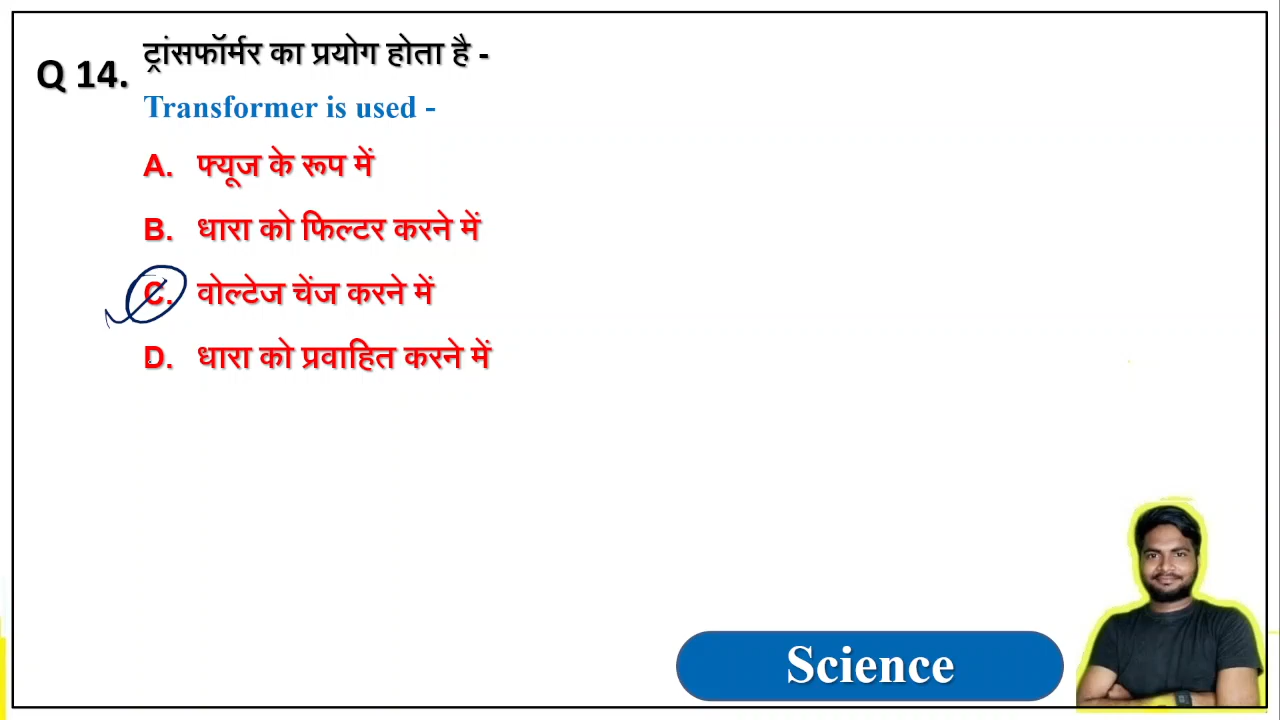 Q 14.
ट्रांसफॉर्मर का प्रयोग होता है -
Transformer is used -
A. फ्यूज के रूप में
B. धारा को फिल्टर करने में
C. वोल्टेज चेंज करने में
D. धारा को प्रवाहित करने में
Science